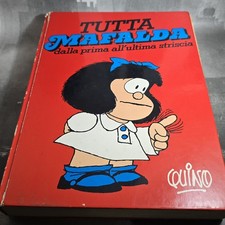 TUTTA
MAFALDA
dalla prima all'ultima striscia
QUINO